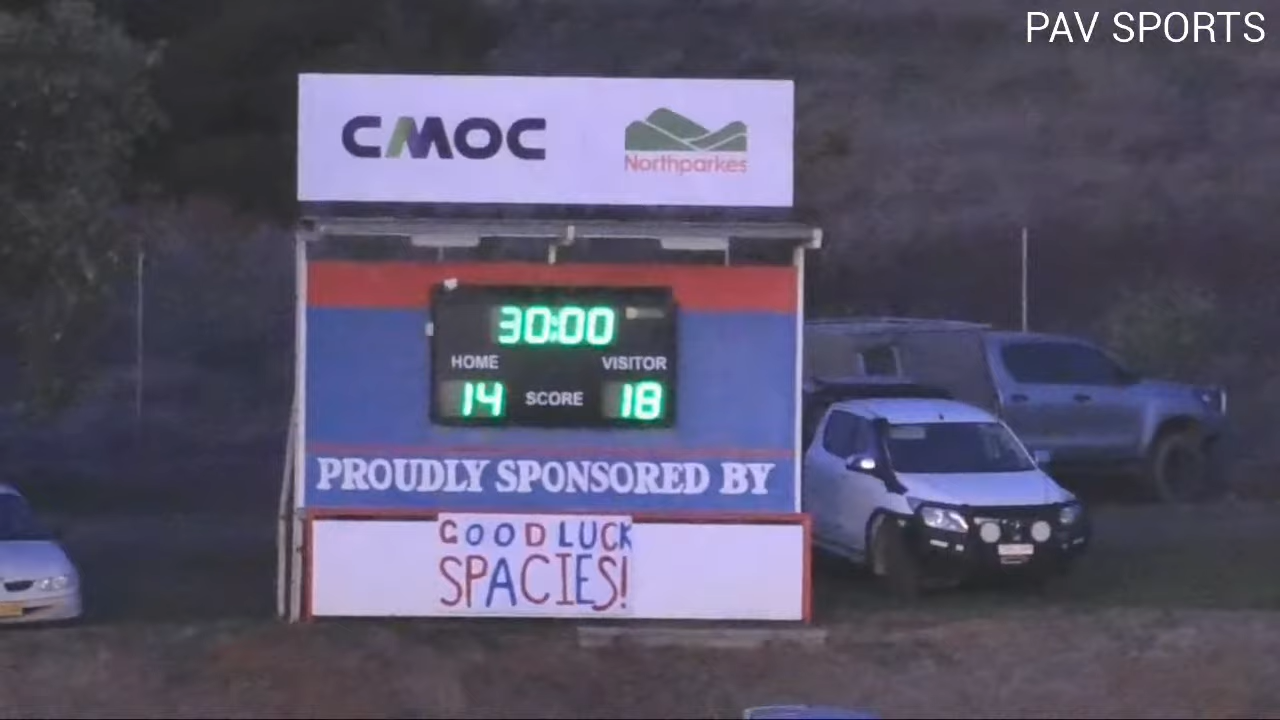 PAV SPORTS
CMOC
Northparkes
30:00
HOME VISITOR
14 SCORE 18
PROUDLY SPONSORED BY
GOOD LUCK
SPACIES!